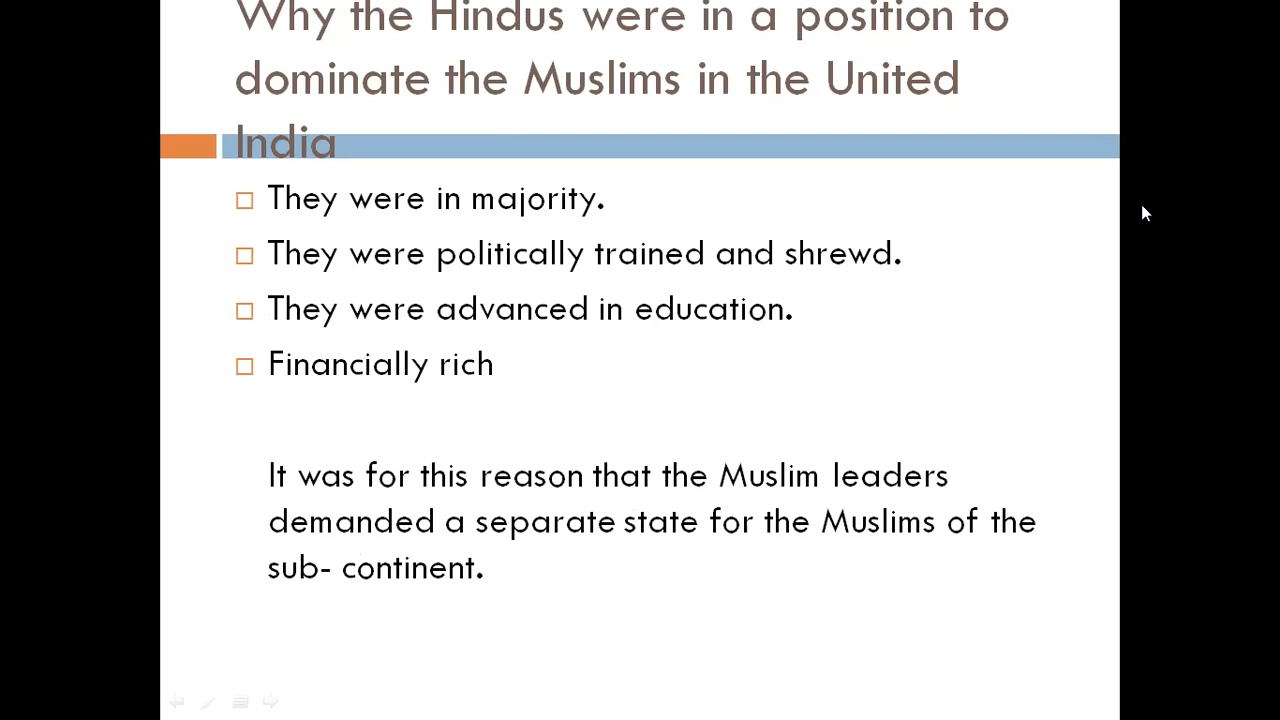 Why the Hindus were in a position to
dominate the Muslims in the United
India
They were in majority.
They were politically trained and shrewd.
They were advanced in education.
Financially rich
It was for this reason that the Muslim leaders
demanded a separate state for the Muslims of the
sub- continent.